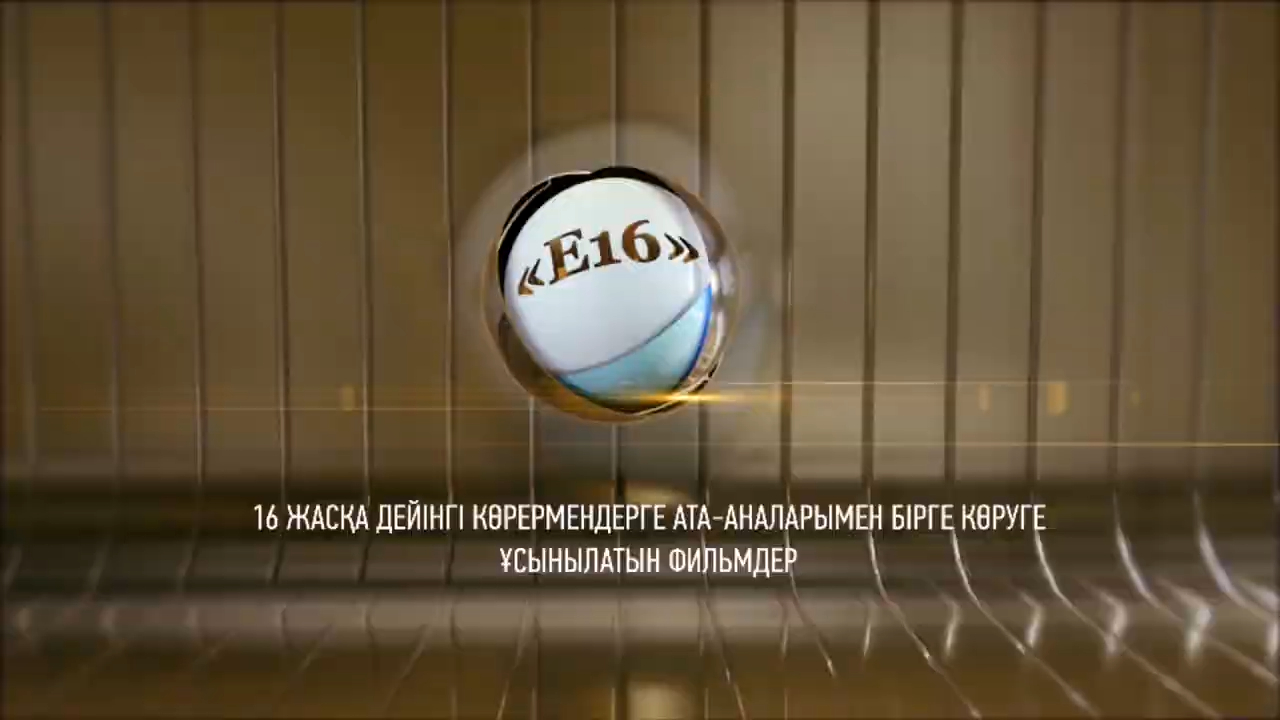 «Е16»
16 ЖАСҚА ДЕЙІНГІ КӨРЕРМЕНДЕРГЕ АТА-АНАЛАРЫМЕН БІРГЕ КӨРУГЕ
ҰСЫНЫЛАТЫН ФИЛЬМДЕР